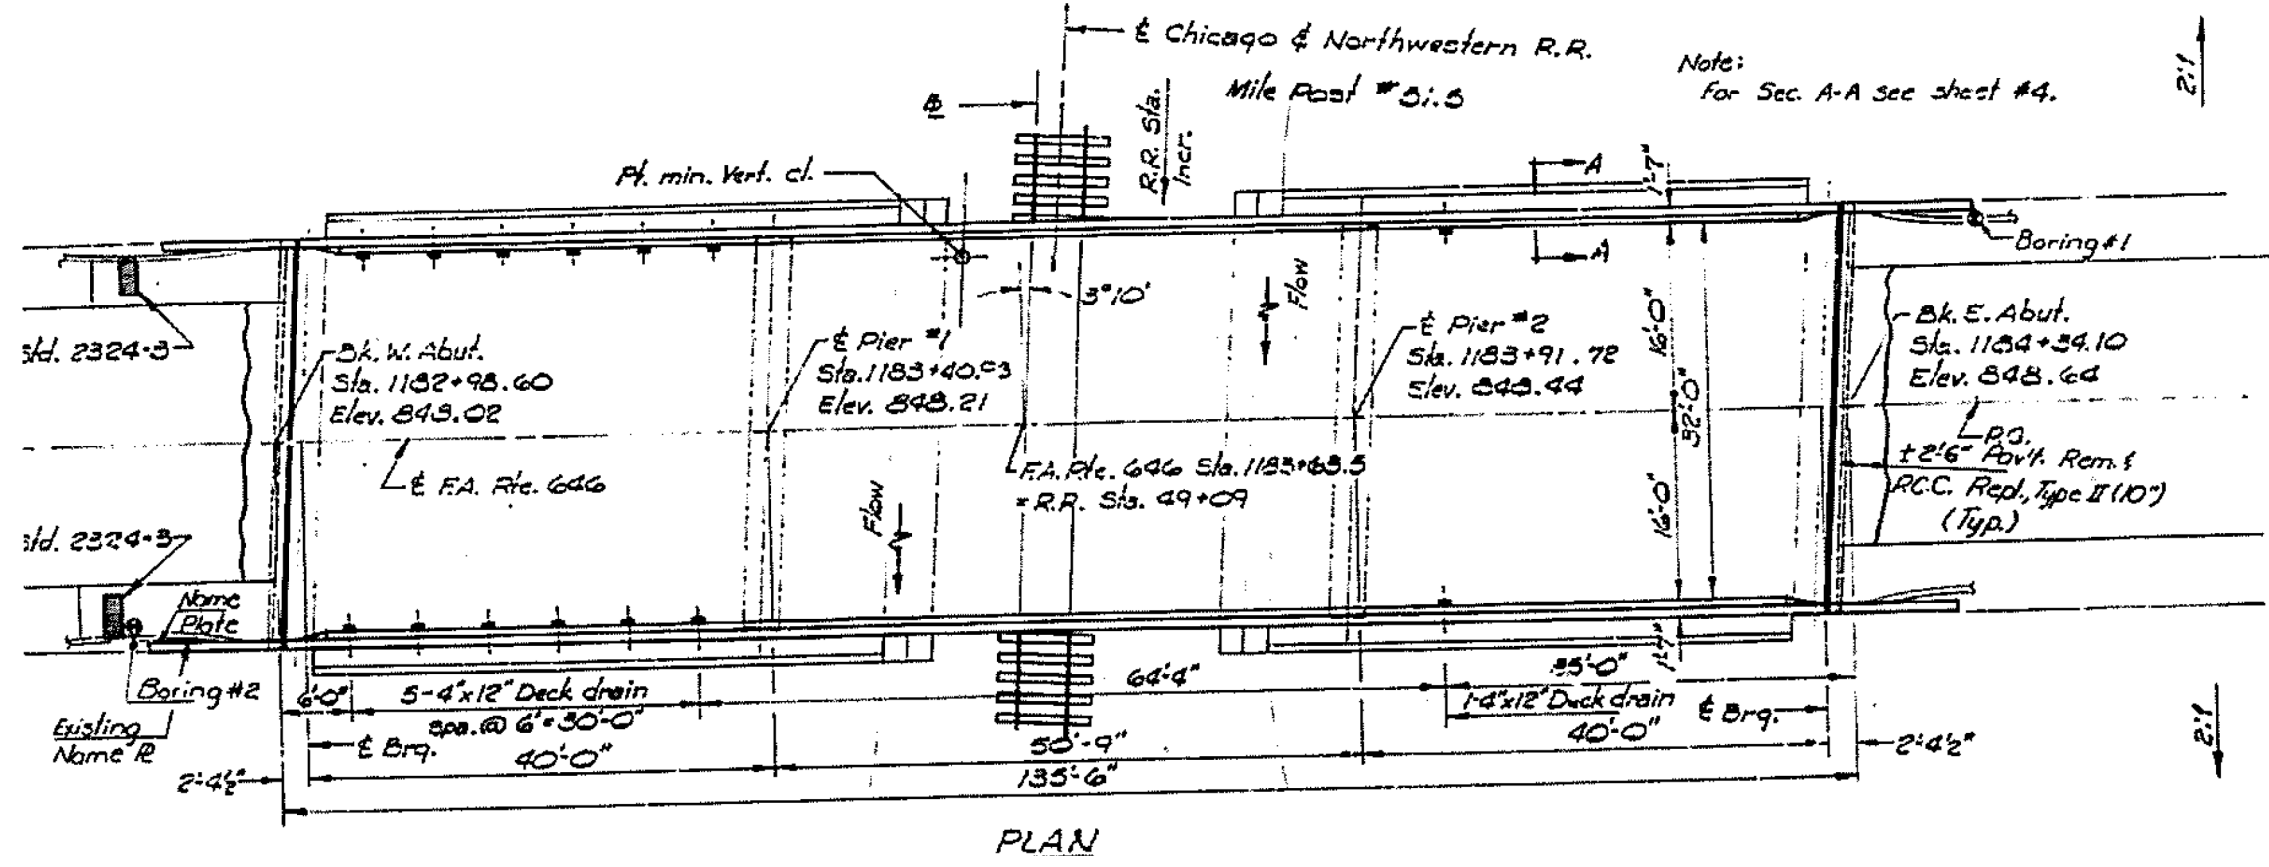 ℄ Chicago & Northwestern R.R.
Mile Post #51.5
Note:
For Sec. A-A see sheet #4.
2:1
R.R. Sta.
Incr.
Pt. min. Vert. cl.
A
1'-7"
A
Boring #1
3°10'
Flow
Std. 2324-3
Bk. W. Abut.
Sta. 1182+98.60
Elev. 848.02
℄ Pier #1
Sta. 1183+40.93
Elev. 848.21
℄ Pier #2
Sta. 1183+91.72
Elev. 848.44
16'-0"
32'-0"
Bk. E. Abut.
Sta. 1184+34.10
Elev. 848.64
℄ F.A. Rte. 646
F.A. Rte. 646 Sta. 1183+63.5
= R.R. Sta. 49+09
Flow
16'-0"
P.G.
±2'-6" Pav't. Rem. &
P.C.C. Repl., Type II (10")
(Typ.)
Std. 2324-3
Name
Plate
Boring #2
Existing
Name ℞
6'-0"
5-4"x12" Deck drain
spa. @ 6' = 30'-0"
64'-4"
35'-0"
1-4"x12" Deck drain
1'-7"
℄ Brg.
℄ Brg.
2'-4½"
40'-0"
50'-9"
40'-0"
2'-4½"
135'-6"
2:1
PLAN